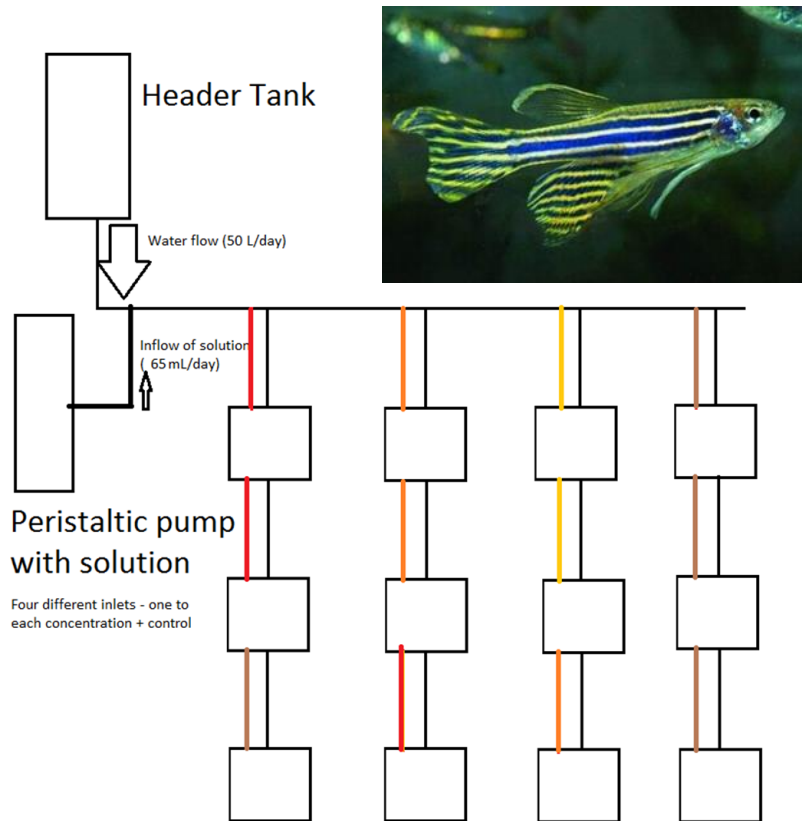 Header Tank
Water flow (50 L/day)
Inflow of solution
( 65 mL/day)
Peristaltic pump
with solution
Four different inlets - one to
each concentration + control